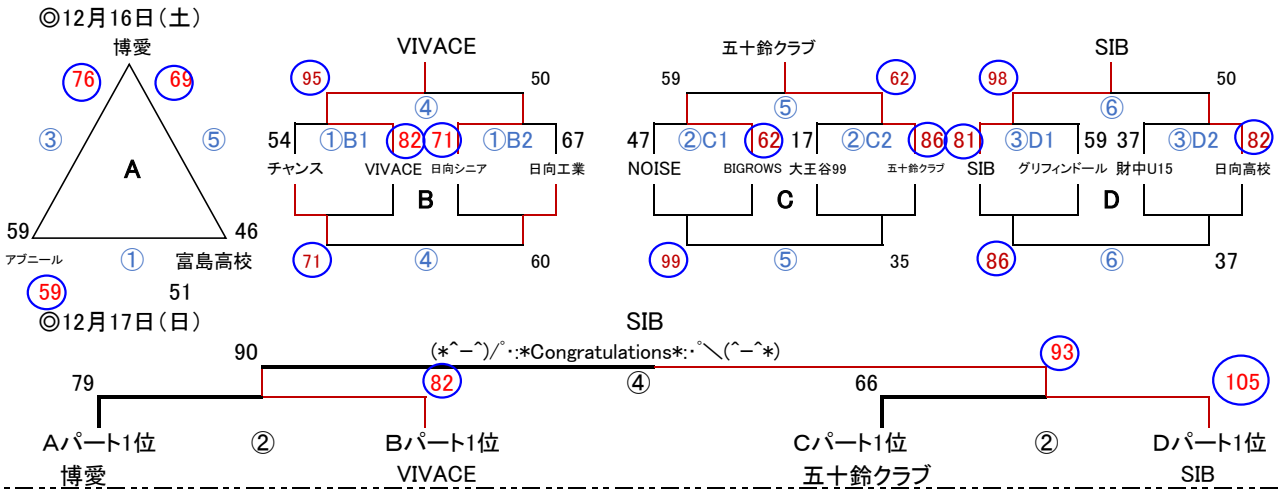 ◎12月16日(土)
博愛 VIVACE 五十鈴クラブ SIB
76 69 95 50 59 62 98 50
④ ⑤ ⑥
③ ⑤ 54 ①B1 82 71 ①B2 67 47 ②C1 62 17 ②C2 86 81 ③D1 59 37 ③D2 82
A チャンス VIVACE 日向シニア 日向工業 NOISE BIGROWS 大王谷99 五十鈴クラブ SIB グリフィンドール 財中U15 日向高校
B C D
59 46
アブニール ① 富島高校 71 ④ 60 99 ⑤ 35 86 ⑥ 37
59 51
◎12月17日(日) SIB
90 (*^-^)/゜・:*Congratulations*:・゜\(^-^*) 93
79 82 ④ 66 105
Aパート1位 ② Bパート1位 Cパート1位 ② Dパート1位
博愛 VIVACE 五十鈴クラブ SIB